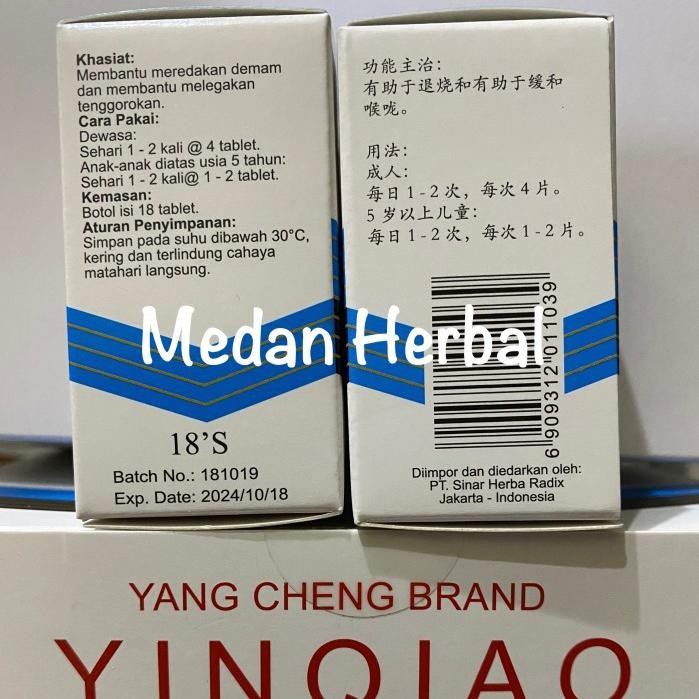 Khasiat:
Membantu meredakan demam
dan membantu melegakan
tenggorokan.
Cara Pakai:
Dewasa:
Sehari 1 - 2 kali @ 4 tablet.
Anak-anak diatas usia 5 tahun:
Sehari 1 - 2 kali@ 1 - 2 tablet.
Kemasan:
Botol isi 18 tablet.
Aturan Penyimpanan:
Simpan pada suhu dibawah 30°C,
kering dan terlindung cahaya
matahari langsung.
18'S
Batch No.: 181019
Exp. Date: 2024/10/18
功能主治:
有助于退烧和有助于缓和
喉咙。
用法:
成人:
每日 1 - 2 次，每次 4 片。
5 岁以上儿童:
每日 1 - 2 次，每次 1 - 2 片。
6 909312 011039
Diimpor dan diedarkan oleh:
PT. Sinar Herba Radix
Jakarta - Indonesia
Medan Herbal
YANG CHENG BRAND
YINQIAO